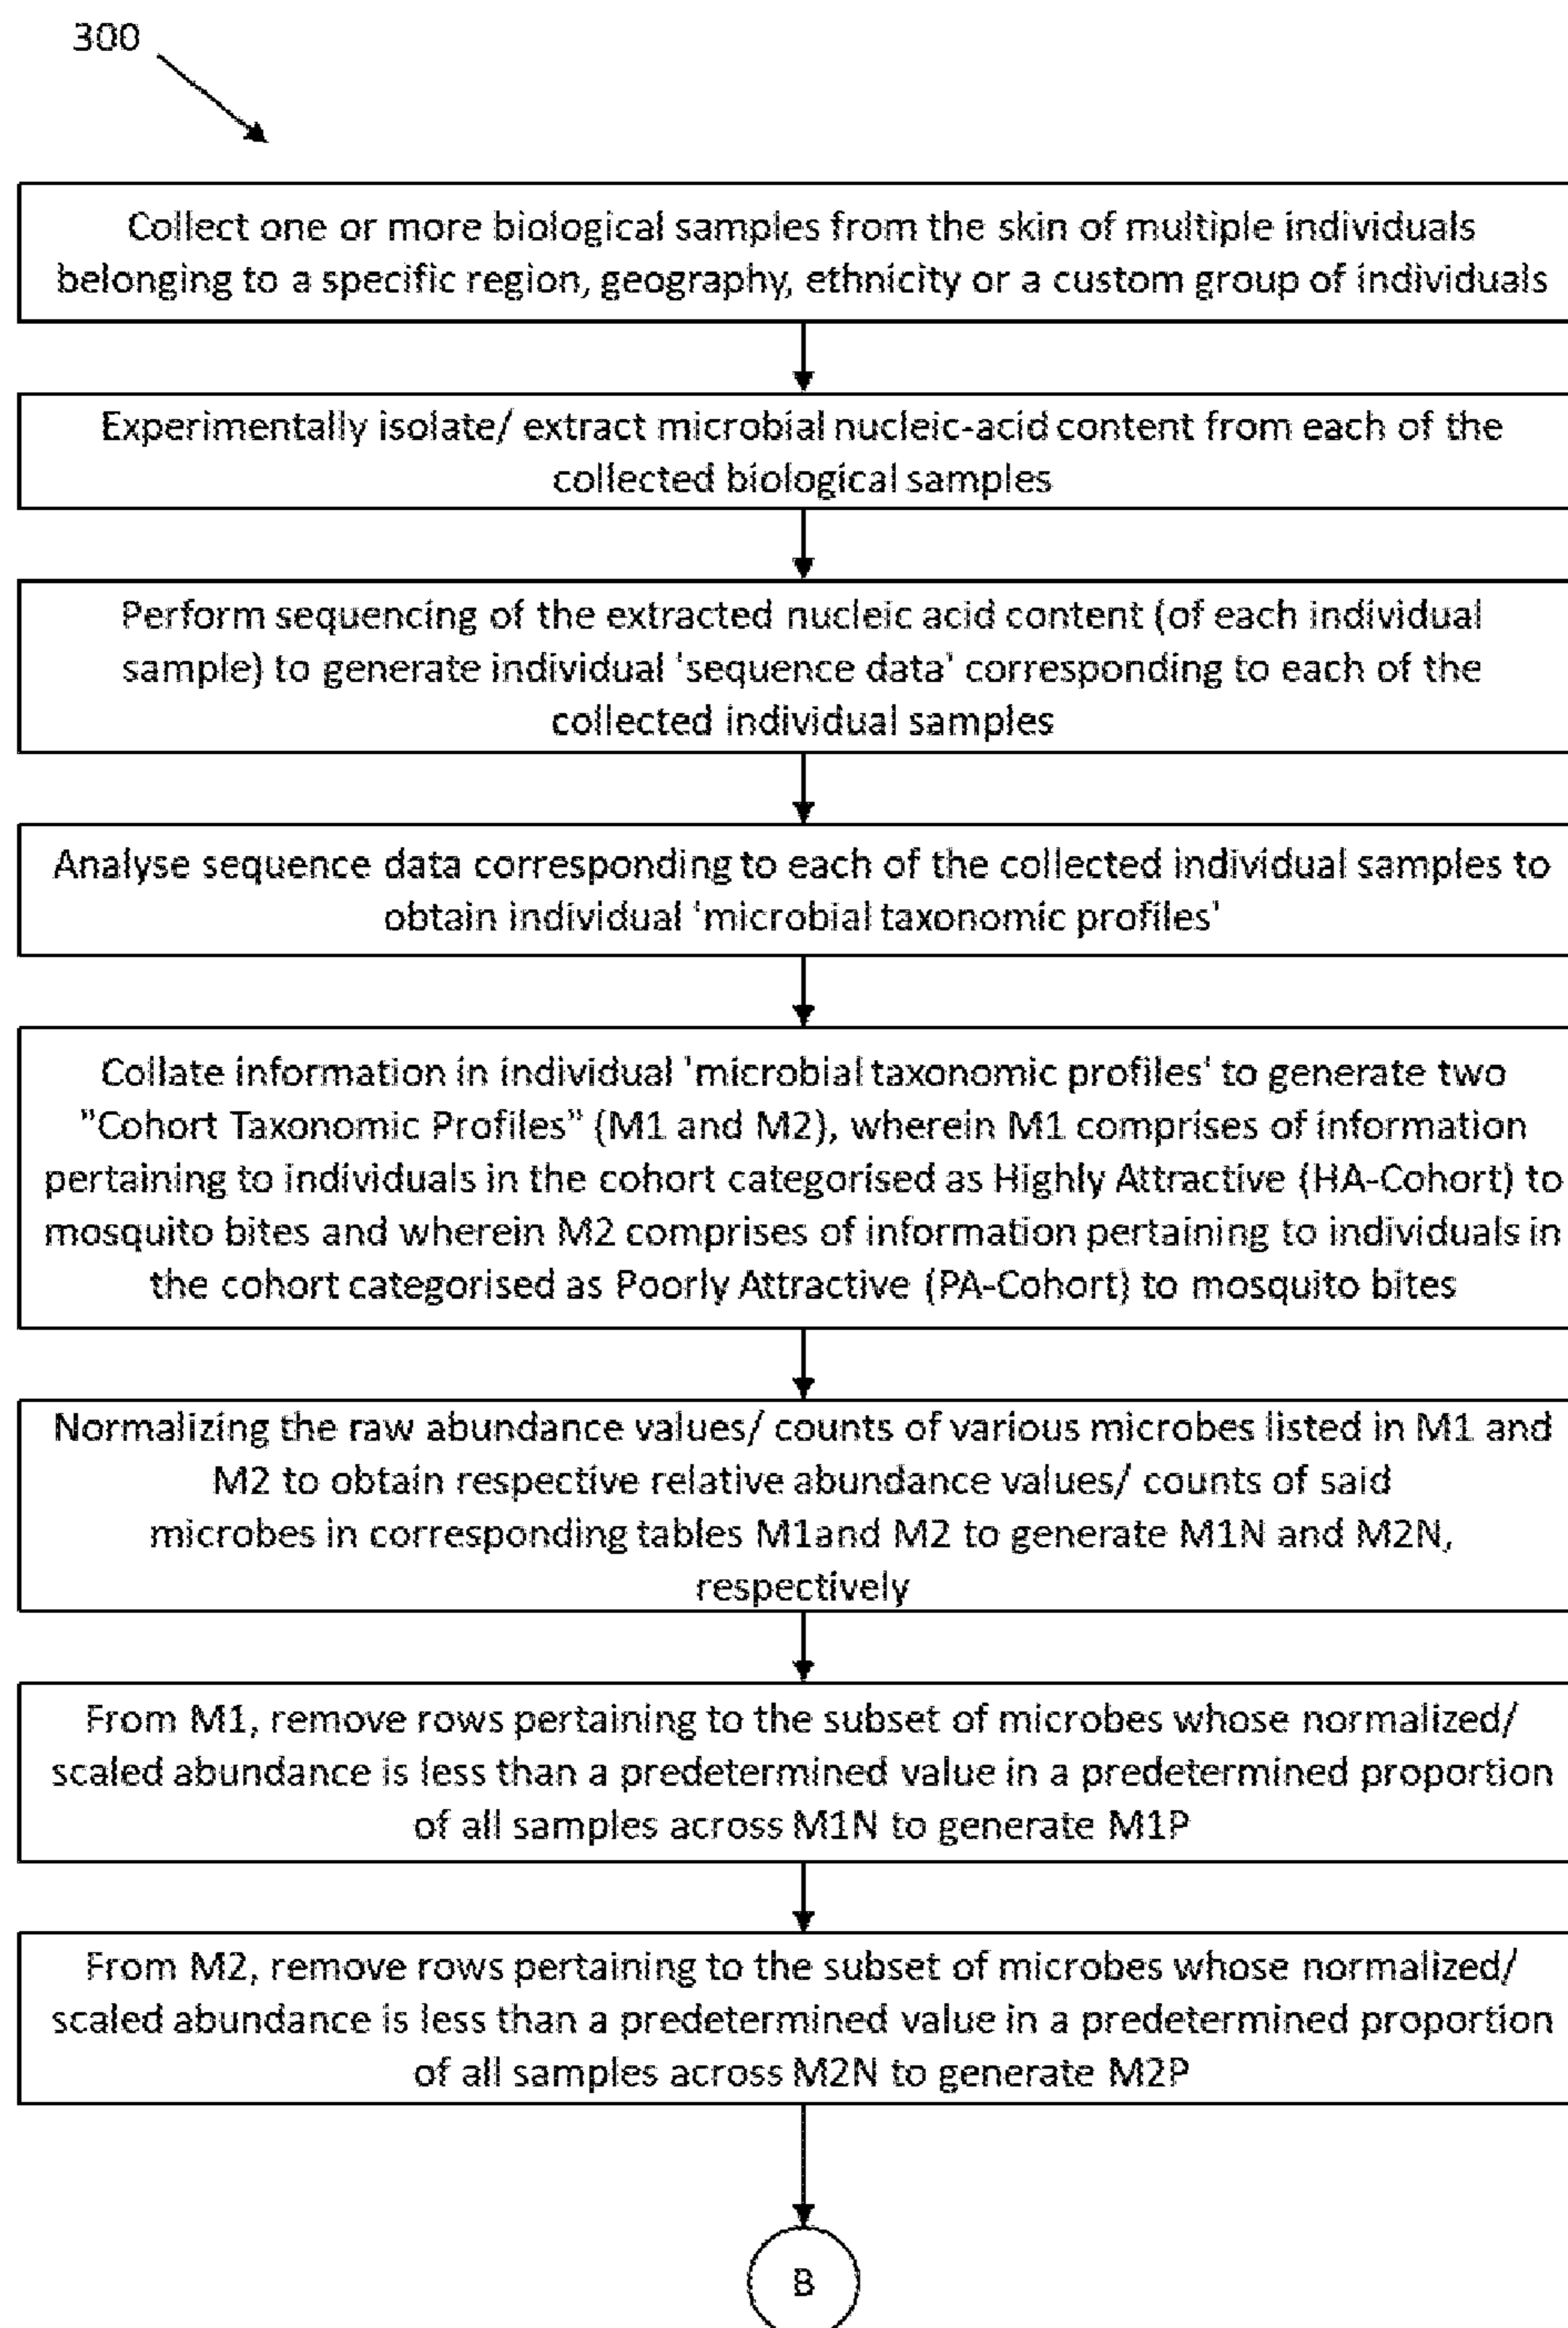 300
Collect one or more biological samples from the skin of multiple individuals
belonging to a specific region, geography, ethnicity or a custom group of individuals
Experimentally isolate/ extract microbial nucleic-acid content from each of the
collected biological samples
Perform sequencing of the extracted nucleic acid content (of each individual
sample) to generate individual 'sequence data' corresponding to each of the
collected individual samples
Analyse sequence data corresponding to each of the collected individual samples to
obtain individual 'microbial taxonomic profiles'
Collate information in individual 'microbial taxonomic profiles' to generate two
"Cohort Taxonomic Profiles" (M1 and M2), wherein M1 comprises of information
pertaining to individuals in the cohort categorised as Highly Attractive (HA-Cohort) to
mosquito bites and wherein M2 comprises of information pertaining to individuals in
the cohort categorised as Poorly Attractive (PA-Cohort) to mosquito bites
Normalizing the raw abundance values/ counts of various microbes listed in M1 and
M2 to obtain respective relative abundance values/ counts of said
microbes in corresponding tables M1and M2 to generate M1N and M2N,
respectively
From M1, remove rows pertaining to the subset of microbes whose normalized/
scaled abundance is less than a predetermined value in a predetermined proportion
of all samples across M1N to generate M1P
From M2, remove rows pertaining to the subset of microbes whose normalized/
scaled abundance is less than a predetermined value in a predetermined proportion
of all samples across M2N to generate M2P
B